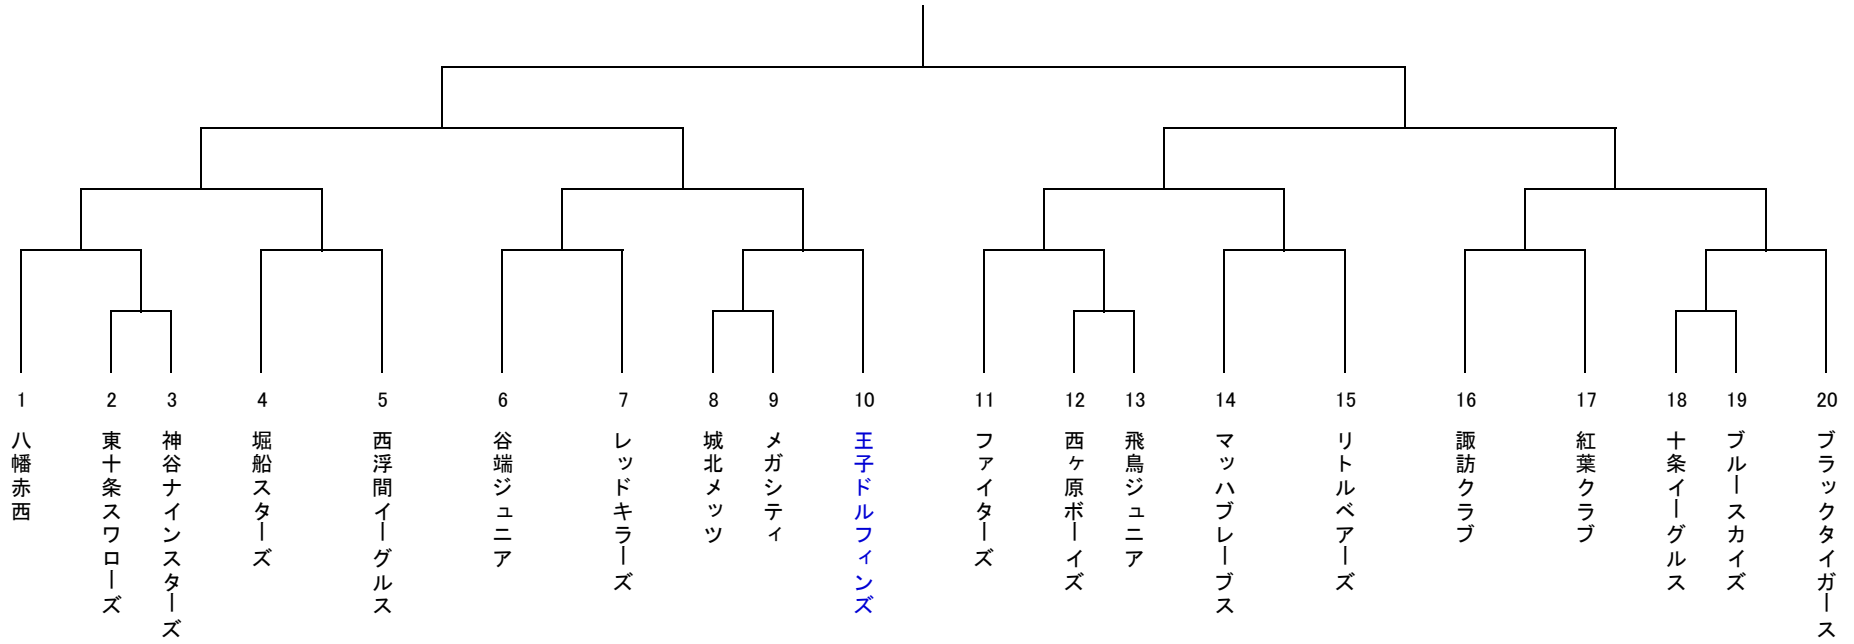 1 八幡赤西
2 東十条スワローズ
3 神谷ナインスターズ
4 堀船スターズ
5 西浮間イーグルス
6 谷端ジュニア
7 レッドキラーズ
8 城北メッツ
9 メガシティ
10 王子ドルフィンズ
11 ファイターズ
12 西ヶ原ボーイズ
13 飛鳥ジュニア
14 マッハブレーブス
15 リトルベアーズ
16 諏訪クラブ
17 紅葉クラブ
18 十条イーグルス
19 ブルースカイズ
20 ブラックタイガース